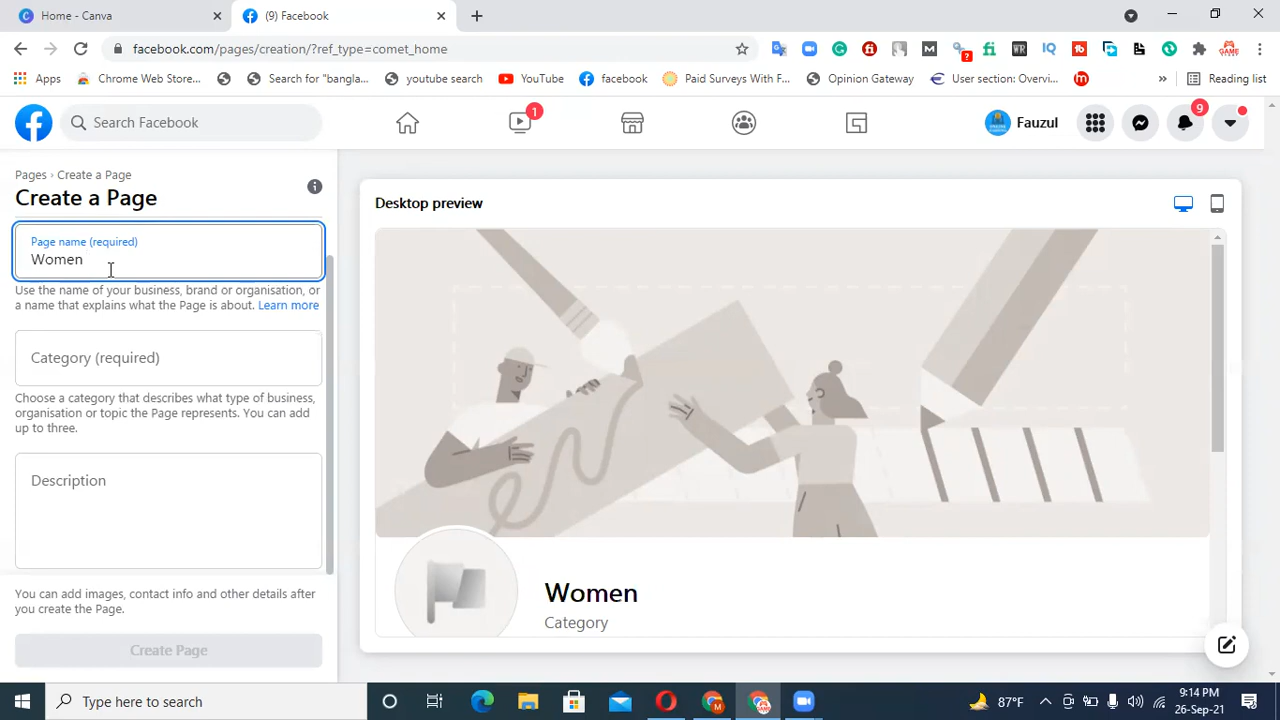 Home - Canva
(9) Facebook
facebook.com/pages/creation/?ref_type=comet_home
Apps
Chrome Web Store...
Search for "bangla...
youtube search
YouTube
facebook
Paid Surveys With F...
Opinion Gateway
User section: Overvi...
Reading list
Search Facebook
1
Fauzul
9
Pages › Create a Page
Create a Page
Page name (required)
Women
Use the name of your business, brand or organisation, or
a name that explains what the Page is about. Learn more
Category (required)
Choose a category that describes what type of business,
organisation or topic the Page represents. You can add
up to three.
Description
You can add images, contact info and other details after
you create the Page.
Create Page
Desktop preview
Women
Category
Type here to search
87°F
9:14 PM
26-Sep-21